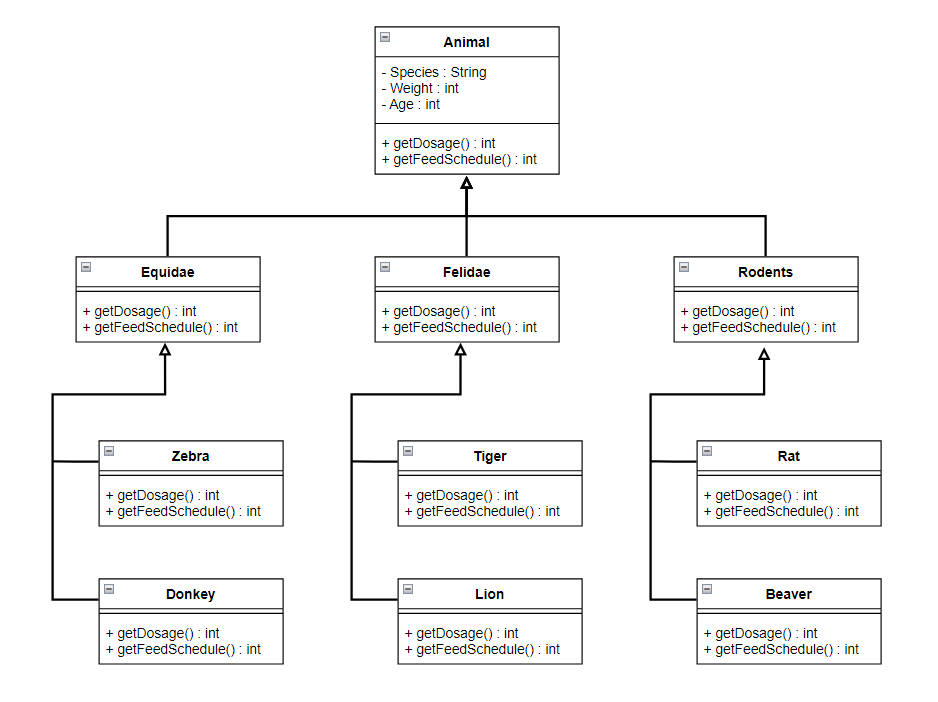 Animal
- Species : String
- Weight : int
- Age : int
+ getDosage() : int
+ getFeedSchedule() : int
Equidae
+ getDosage() : int
+ getFeedSchedule() : int
Felidae
+ getDosage() : int
+ getFeedSchedule() : int
Rodents
+ getDosage() : int
+ getFeedSchedule() : int
Zebra
+ getDosage() : int
+ getFeedSchedule() : int
Tiger
+ getDosage() : int
+ getFeedSchedule() : int
Rat
+ getDosage() : int
+ getFeedSchedule() : int
Donkey
+ getDosage() : int
+ getFeedSchedule() : int
Lion
+ getDosage() : int
+ getFeedSchedule() : int
Beaver
+ getDosage() : int
+ getFeedSchedule() : int